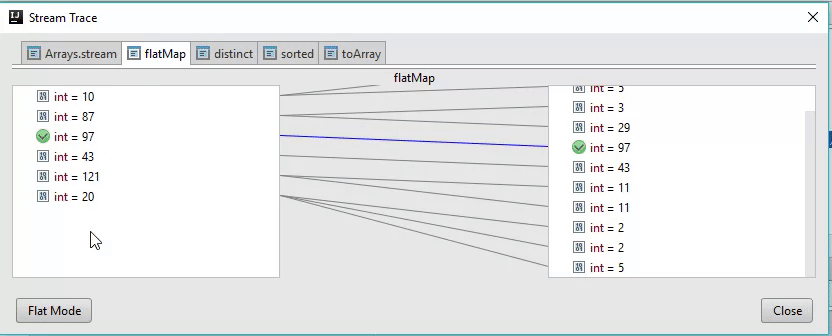 Stream Trace
Arrays.stream flatMap distinct sorted toArray
flatMap
int = 10
int = 87
int = 97
int = 43
int = 121
int = 20
int = 5
int = 3
int = 29
int = 97
int = 43
int = 11
int = 11
int = 2
int = 2
int = 5
Flat Mode
Close